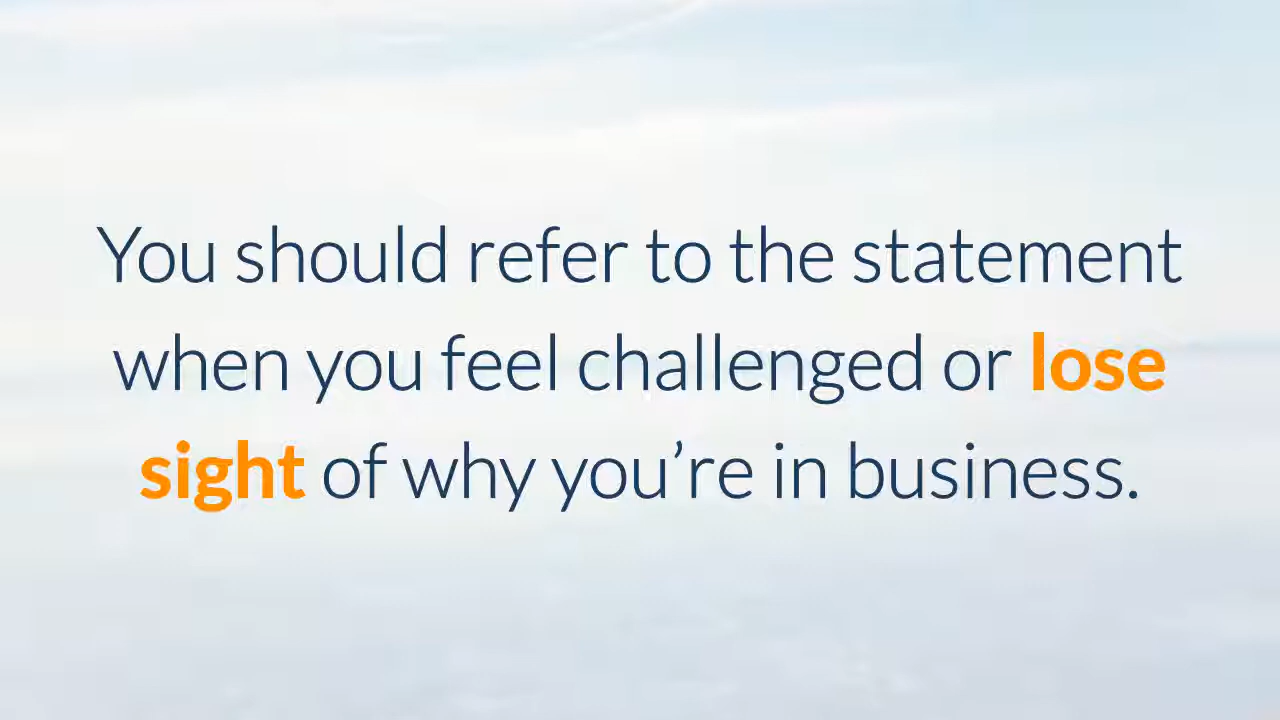 You should refer to the statement
when you feel challenged or lose
sight of why you’re in business.